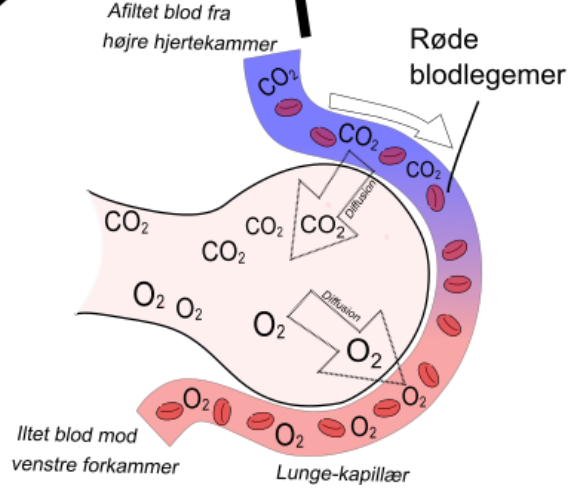 Afiltet blod fra
højre hjertekammer
Røde
blodlegemer
CO2
CO2
CO2
Diffusion
CO2
CO2
CO2
CO2
Diffusion
O2
O2
O2
O2
O2
O2
O2
O2
Iltet blod mod
venstre forkammer
Lunge-kapillær